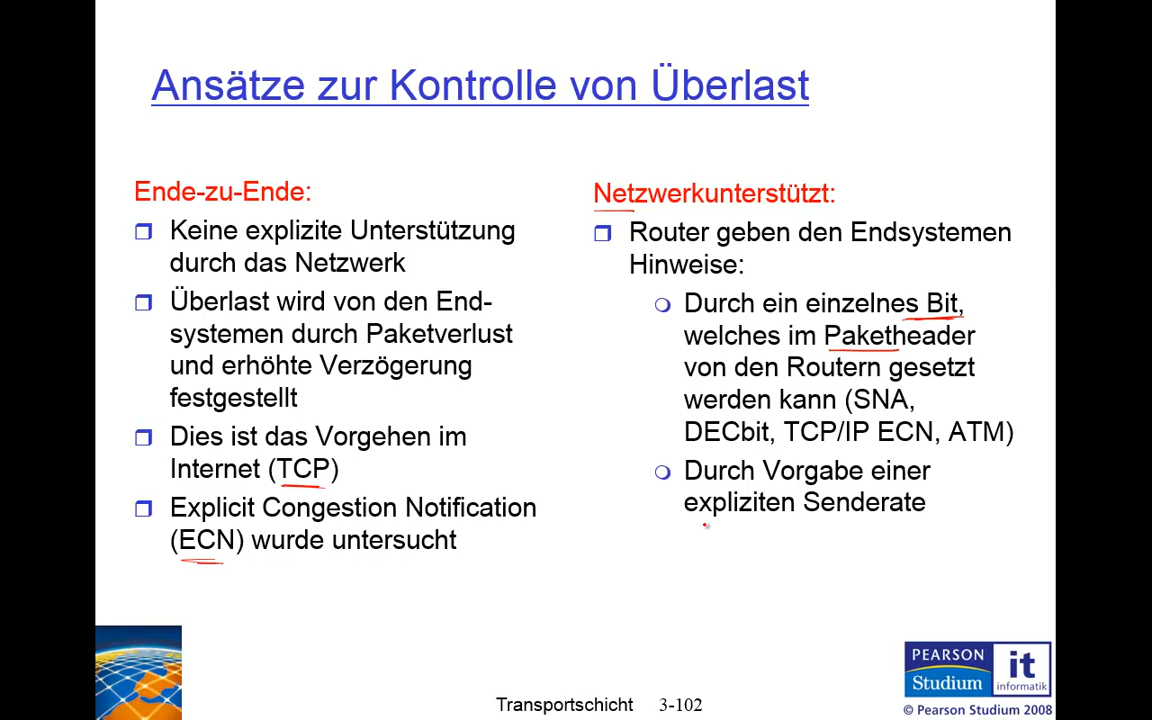 Ansätze zur Kontrolle von Überlast
Ende-zu-Ende:
Keine explizite Unterstützung
durch das Netzwerk
Überlast wird von den End-
systemen durch Paketverlust
und erhöhte Verzögerung
festgestellt
Dies ist das Vorgehen im
Internet (TCP)
Explicit Congestion Notification
(ECN) wurde untersucht
Netzwerkunterstützt:
Router geben den Endsystemen
Hinweise:
Durch ein einzelnes Bit,
welches im Paketheader
von den Routern gesetzt
werden kann (SNA,
DECbit, TCP/IP ECN, ATM)
Durch Vorgabe einer
expliziten Senderate
PEARSON
Studium
it
informatik
Transportschicht 3-102
© Pearson Studium 2008